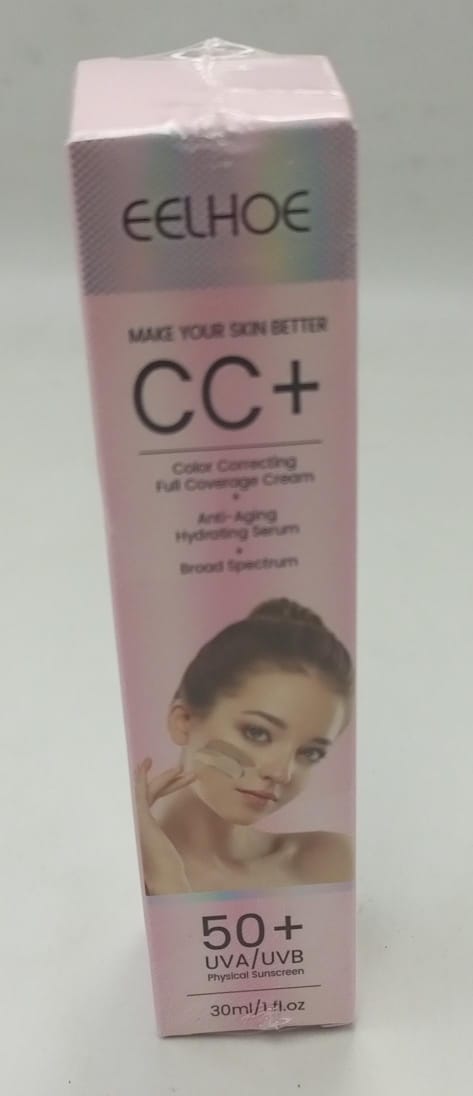 EELHOE
MAKE YOUR SKIN BETTER
CC+
Color Correcting
Full Coverage Cream
+
Anti-Aging
Hydrating Serum
+
Broad Spectrum
50+
UVA/UVB
Physical Sunscreen
30ml/1 fl.oz